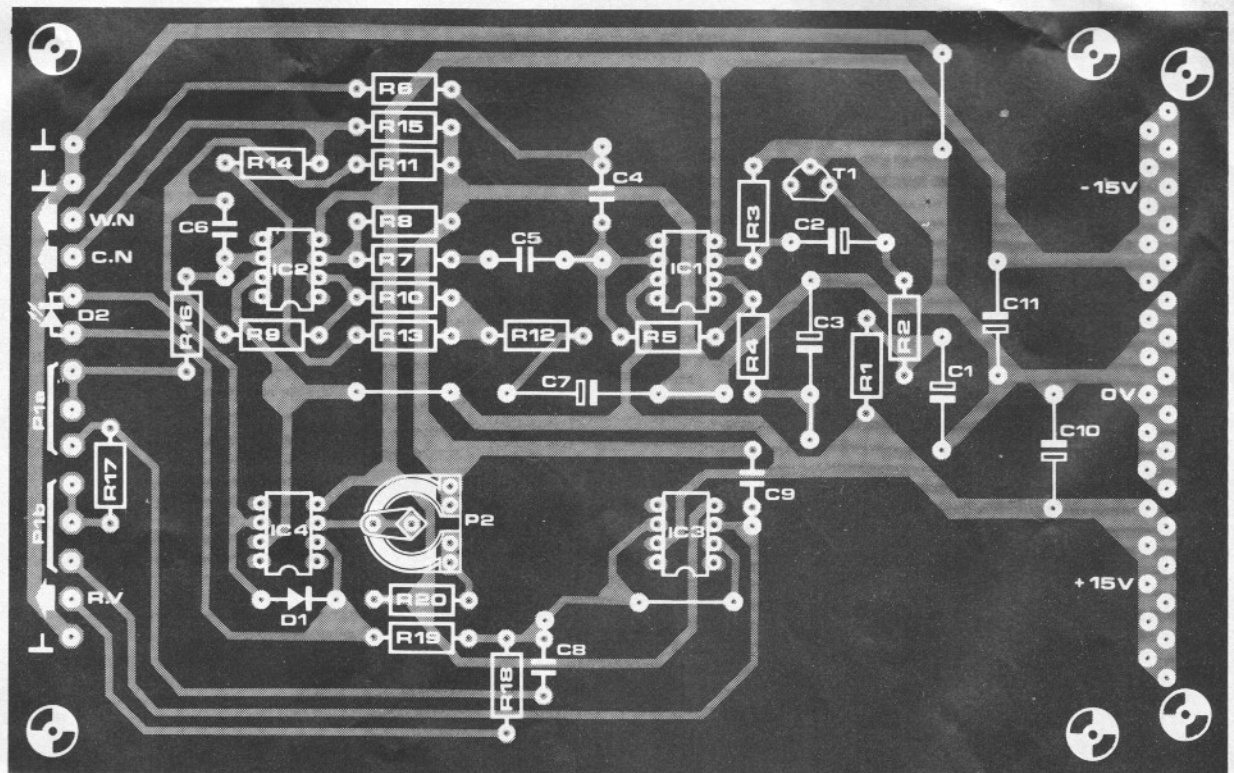 R6
R15
R14
R11
C4
T1
-15V
W.N
R8
R3
C2
C6
C.N
IC2
R7
C5
IC1
D2
R16
R10
C11
R9
R13
R12
R5
R4
C3
R1
R2
C1
C7
0V
P1a
C10
R17
P1b
C9
IC4
P2
IC3
+15V
R.V
D1
R20
R19
C8
R18